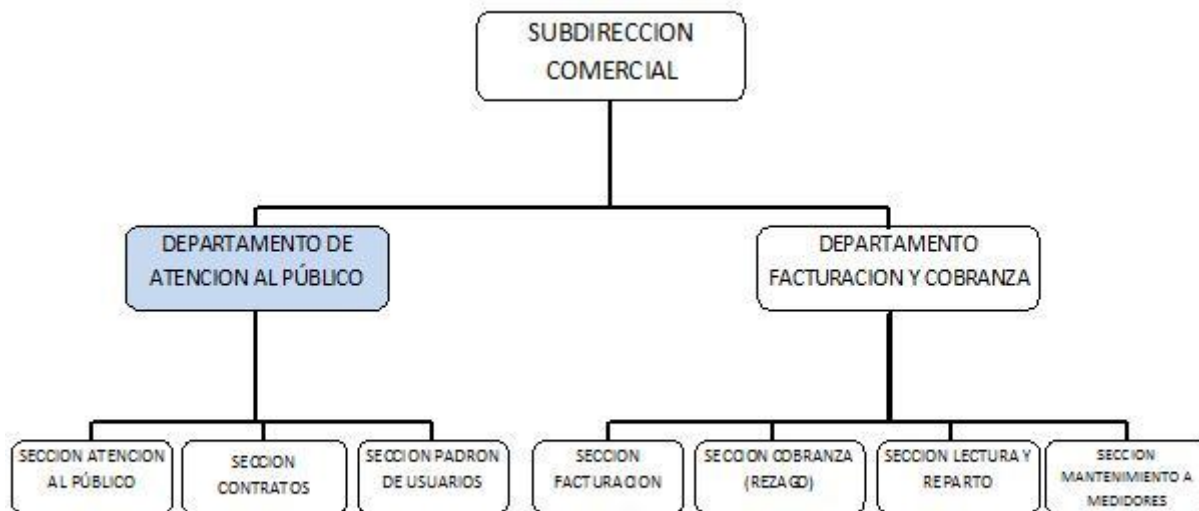 SUBDIRECCION
COMERCIAL
DEPARTAMENTO DE
ATENCION AL PÚBLICO
DEPARTAMENTO
FACTURACION Y COBRANZA
SECCION ATENCION
AL PÚBLICO
SECCION
CONTRATOS
SECCION PADRON
DE USUARIOS
SECCION
FACTURACION
SECCION COBRANZA
(REZAGO)
SECCION LECTURA Y
REPARTO
SECCION
MANTENIMIENTO A
MEDIDORES